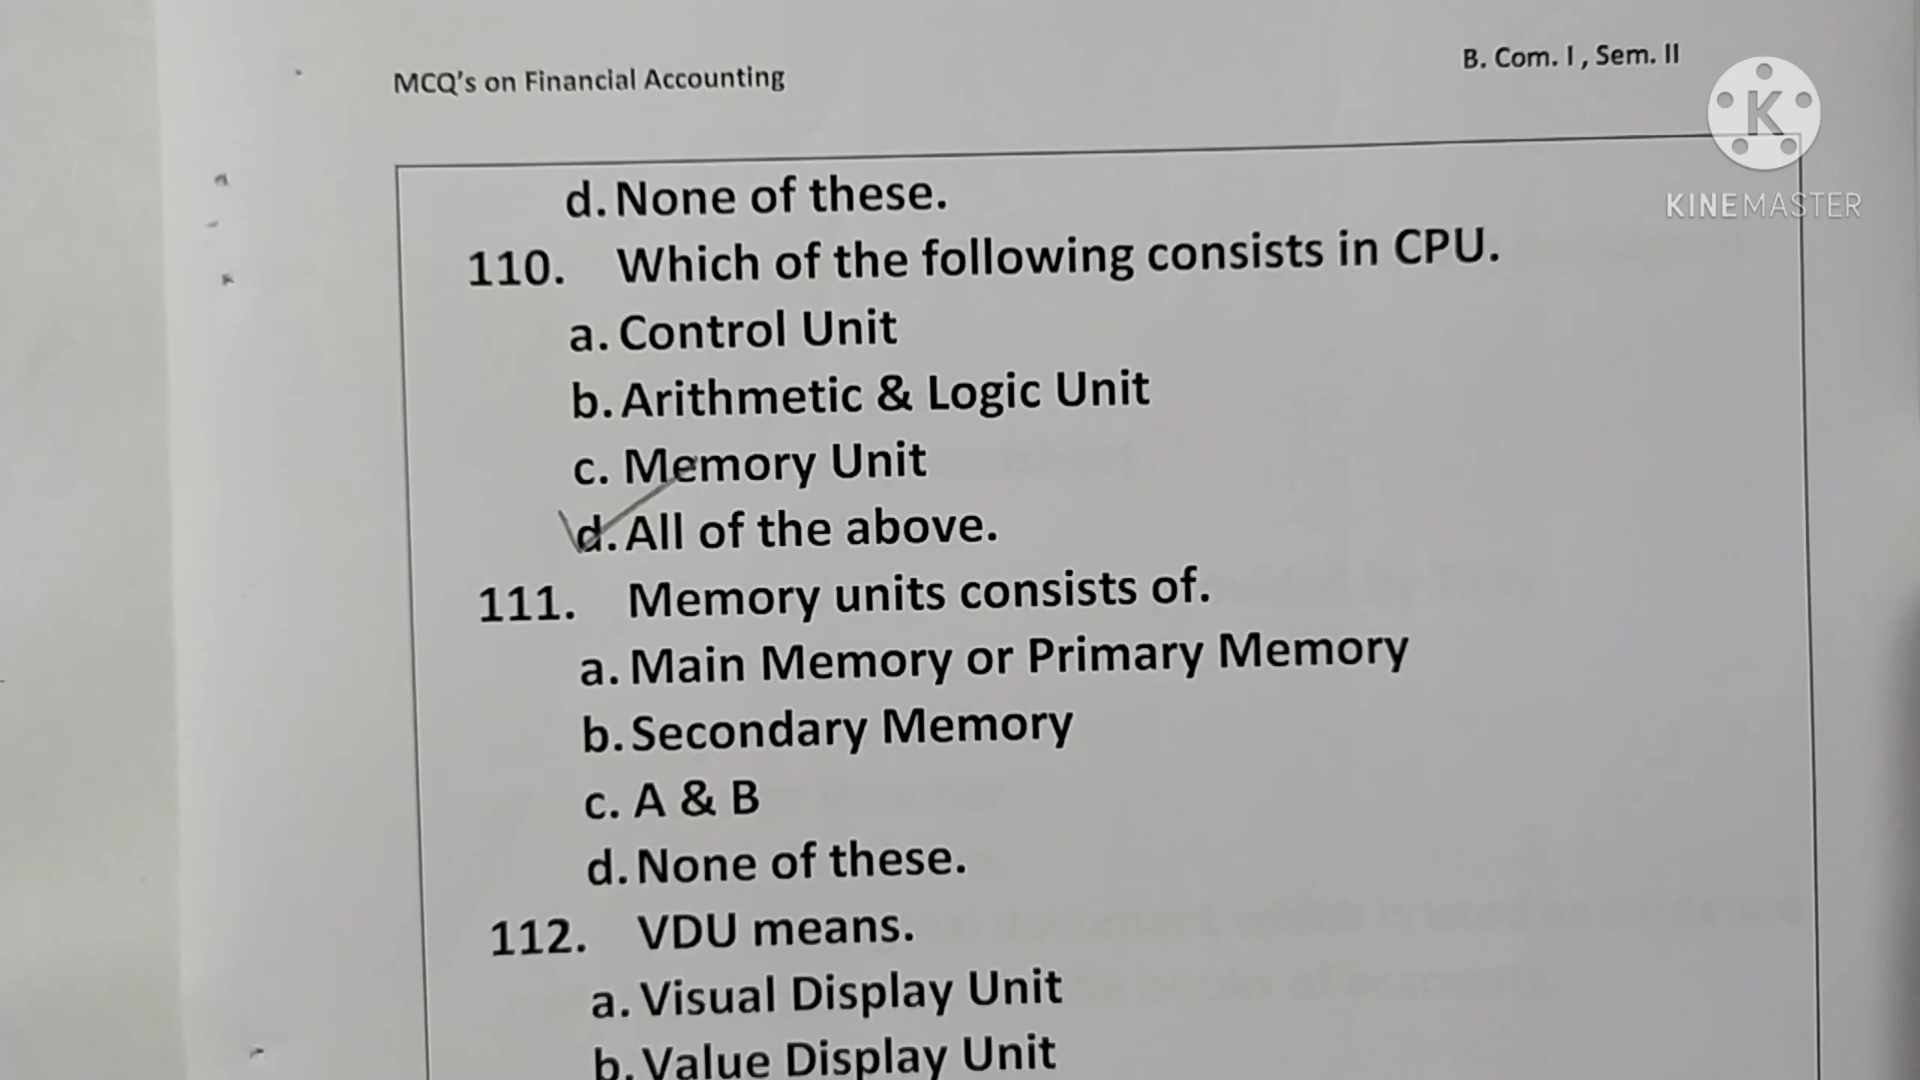 MCQ's on Financial Accounting
B. Com. I , Sem. II
K
KINEMASTER
d. None of these.
110. Which of the following consists in CPU.
a. Control Unit
b. Arithmetic & Logic Unit
c. Memory Unit
d. All of the above.
111. Memory units consists of.
a. Main Memory or Primary Memory
b. Secondary Memory
c. A & B
d. None of these.
112. VDU means.
a. Visual Display Unit
b. Value Display Unit